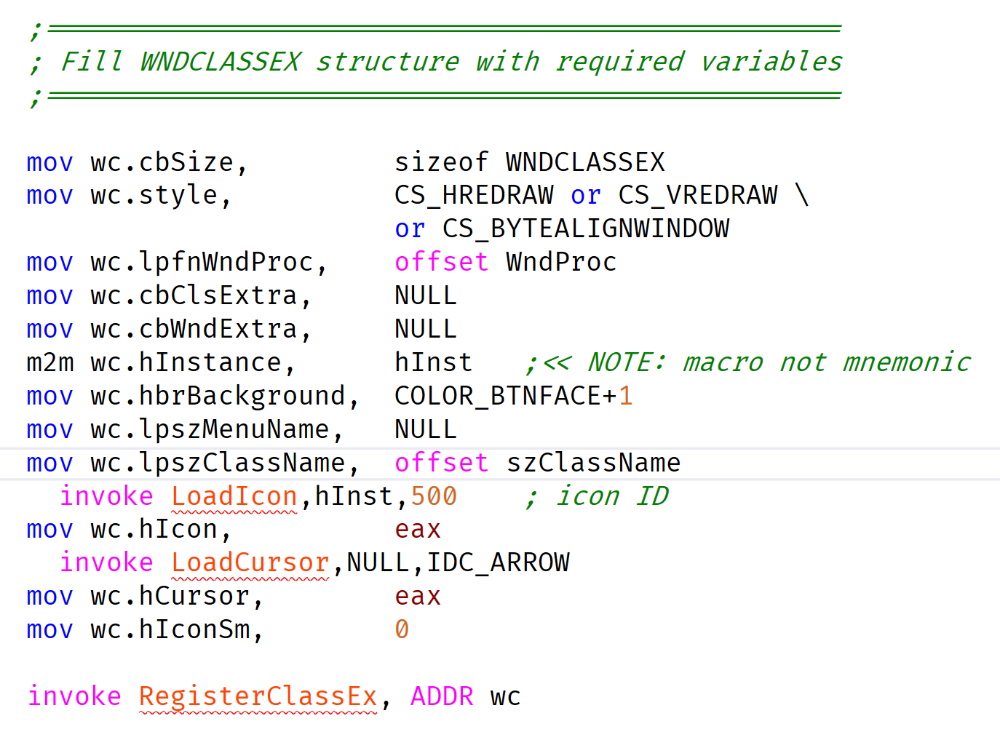 ;==================================================
; Fill WNDCLASSEX structure with required variables
;==================================================
mov wc.cbSize,         sizeof WNDCLASSEX
mov wc.style,          CS_HREDRAW or CS_VREDRAW \
                       or CS_BYTEALIGNWINDOW
mov wc.lpfnWndProc,    offset WndProc
mov wc.cbClsExtra,     NULL
mov wc.cbWndExtra,     NULL
m2m wc.hInstance,      hInst   ;<< NOTE: macro not mnemonic
mov wc.hbrBackground,  COLOR_BTNFACE+1
mov wc.lpszMenuName,   NULL
mov wc.lpszClassName,  offset szClassName
  invoke LoadIcon,hInst,500    ; icon ID
mov wc.hIcon,          eax
  invoke LoadCursor,NULL,IDC_ARROW
mov wc.hCursor,        eax
mov wc.hIconSm,        0
invoke RegisterClassEx, ADDR wc